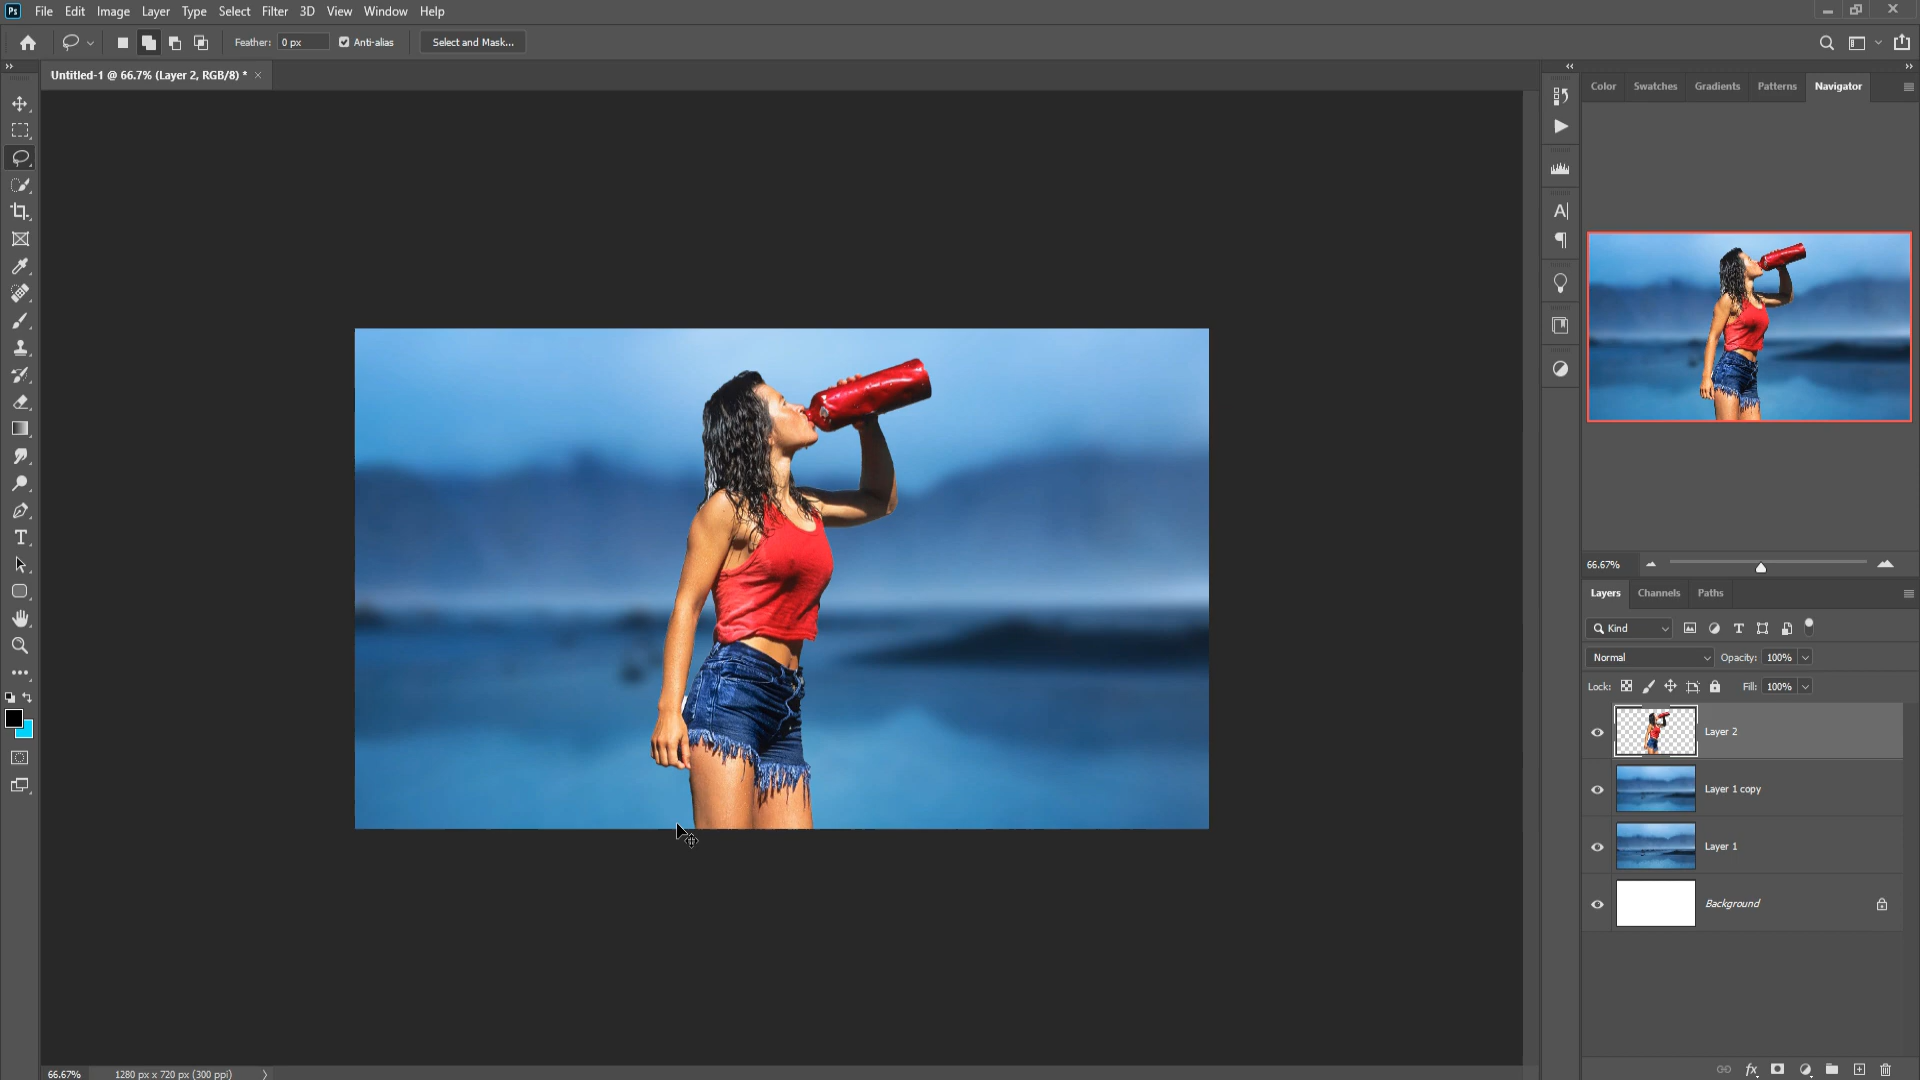 Ps File Edit Image Layer Type Select Filter 3D View Window Help
Feather: 0 px Anti-alias Select and Mask...
Untitled-1 @ 66.7% (Layer 2, RGB/8) *
Color Swatches Gradients Patterns Navigator
66.67%
Layers Channels Paths
Kind
Normal Opacity: 100%
Lock: Fill: 100%
Layer 2
Layer 1 copy
Layer 1
Background
66.67% 1280 px x 720 px (300 ppi)